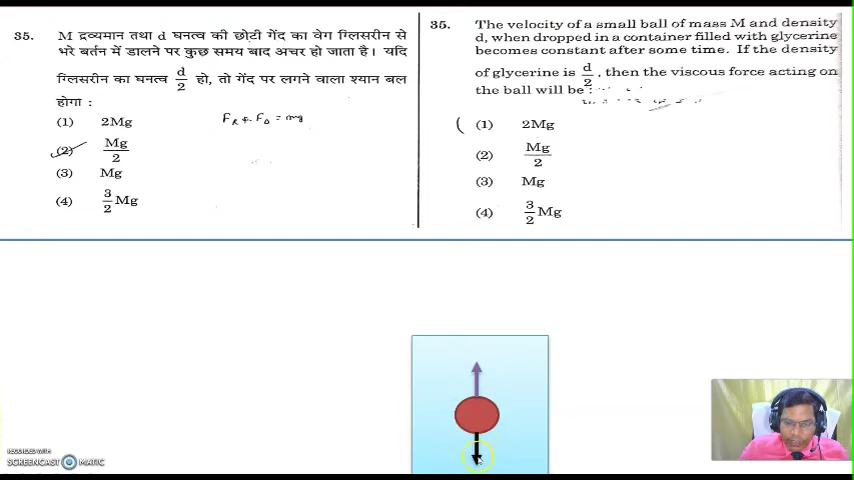 35. M द्रव्यमान तथा d घनत्व की छोटी गेंद का वेग ग्लिसरीन से
भरे बर्तन में डालने पर कुछ समय बाद अचर हो जाता है। यदि
ग्लिसरीन का घनत्व d/2 हो, तो गेंद पर लगने वाला श्यान बल
होगा :
(1) 2Mg
(2) Mg/2
(3) Mg
(4) 3/2 Mg
= mg
35. The velocity of a small ball of mass M and density
d, when dropped in a container filled with glycerine
becomes constant after some time. If the density
of glycerine is d/2, then the viscous force acting on
the ball will be :
(1) 2Mg
(2) Mg/2
(3) Mg
(4) 3/2 Mg
RECORDED WITH
SCREENCAST MATIC